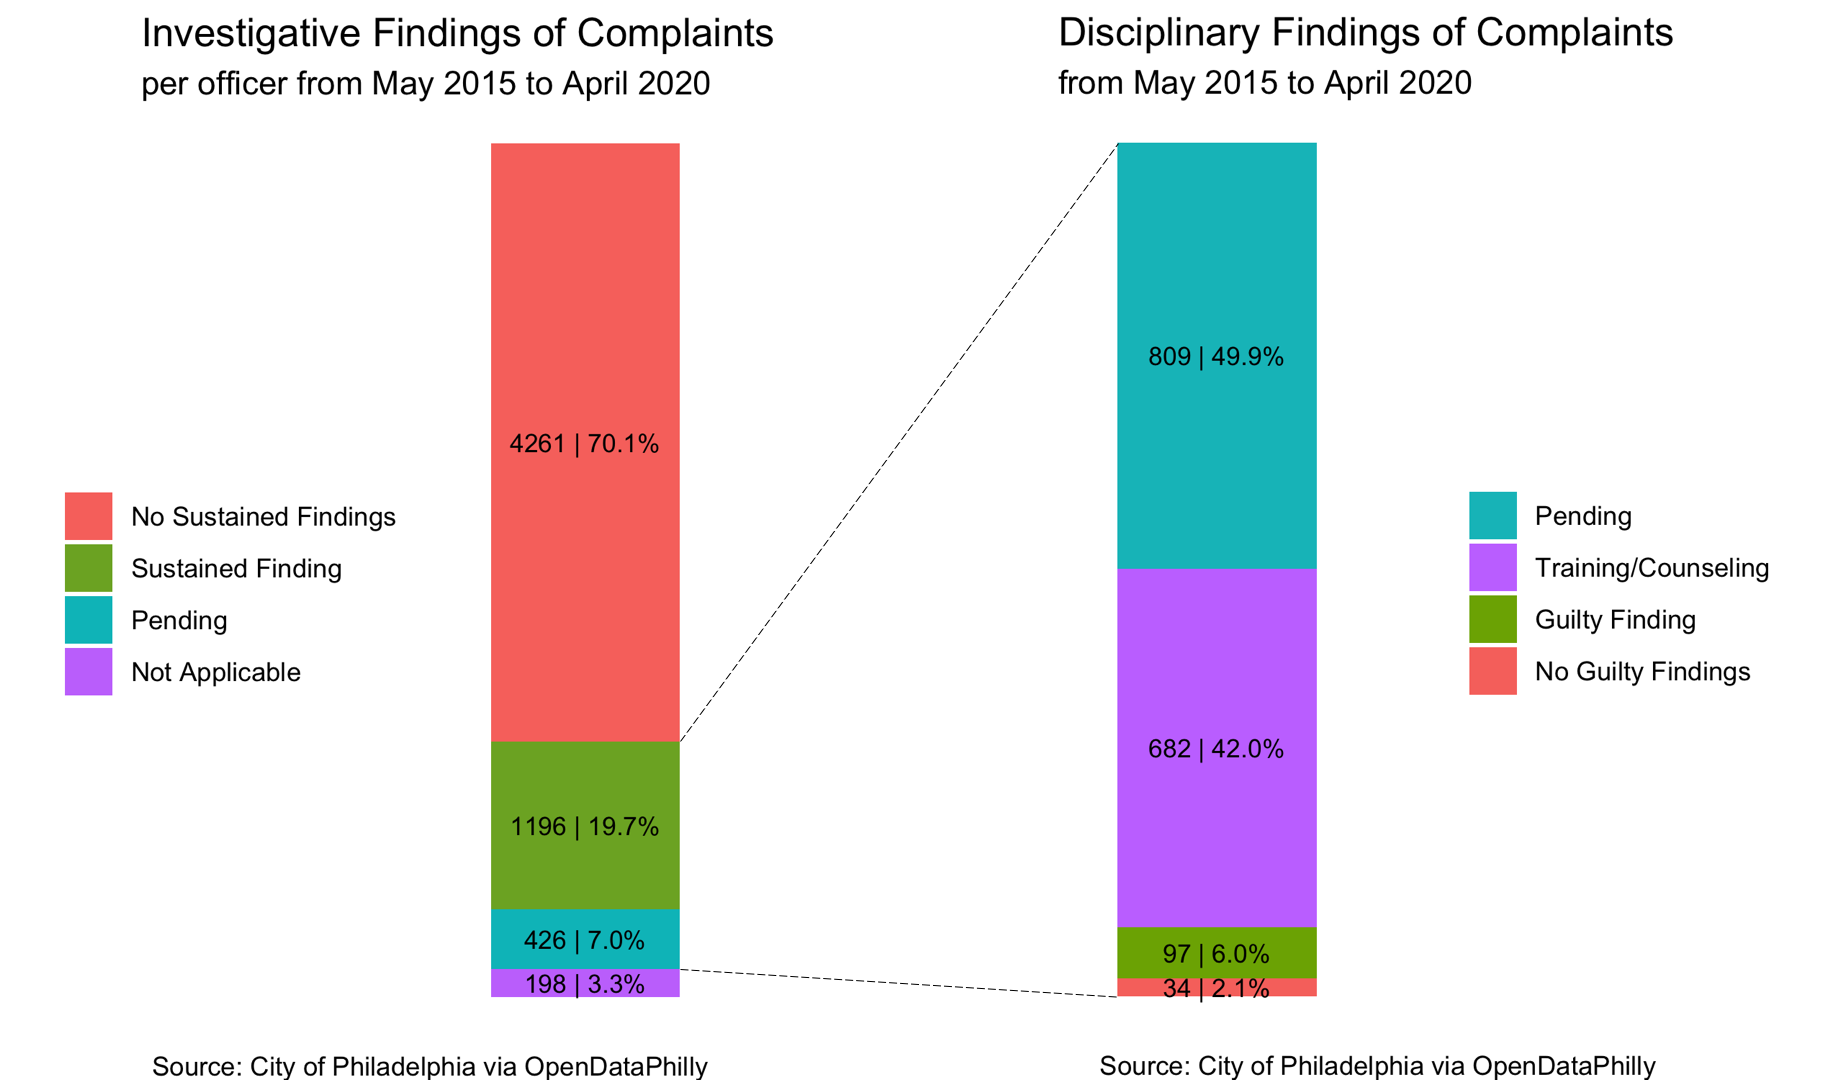 Investigative Findings of Complaints
per officer from May 2015 to April 2020
4261 | 70.1%
1196 | 19.7%
426 | 7.0%
198 | 3.3%
No Sustained Findings
Sustained Finding
Pending
Not Applicable
Source: City of Philadelphia via OpenDataPhilly
Disciplinary Findings of Complaints
from May 2015 to April 2020
809 | 49.9%
682 | 42.0%
97 | 6.0%
34 | 2.1%
Pending
Training/Counseling
Guilty Finding
No Guilty Findings
Source: City of Philadelphia via OpenDataPhilly